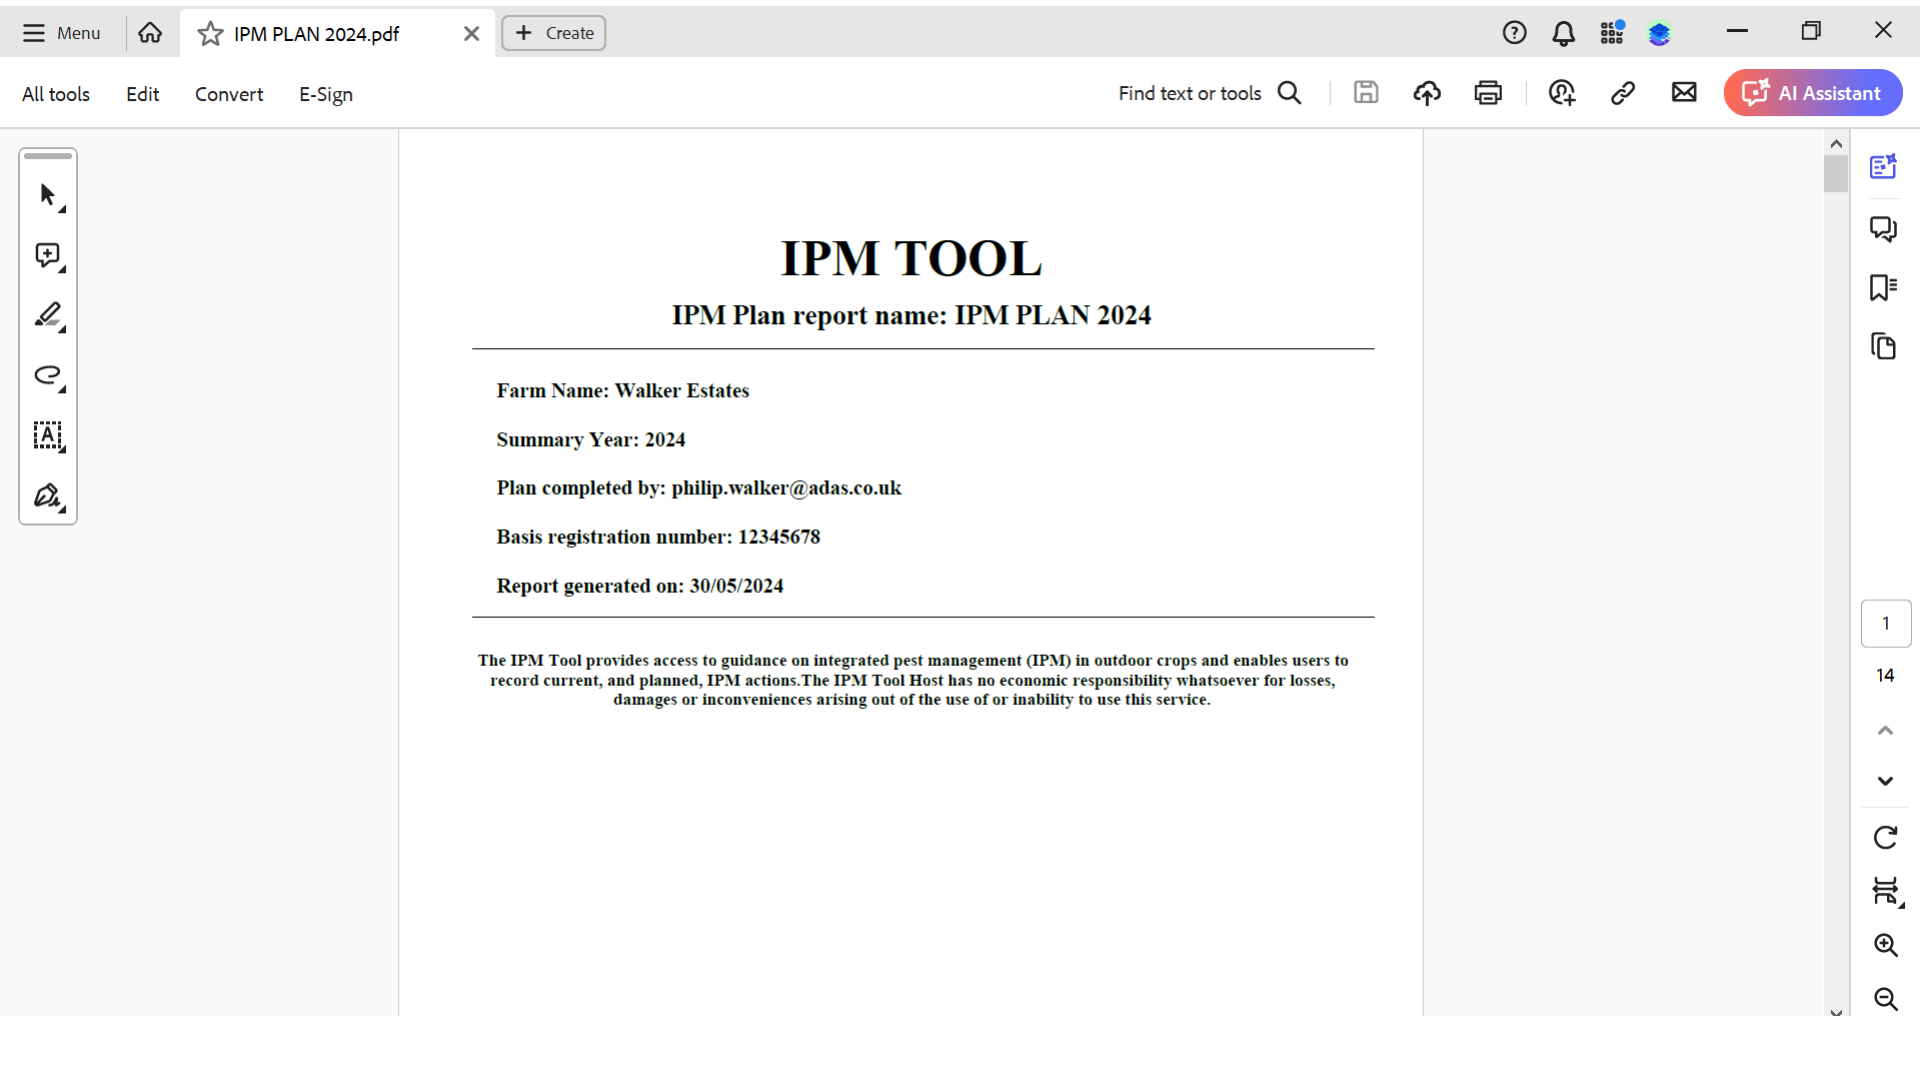 Menu
IPM PLAN 2024.pdf
Create
All tools
Edit
Convert
E-Sign
Find text or tools
AI Assistant
IPM TOOL
IPM Plan report name: IPM PLAN 2024
Farm Name: Walker Estates
Summary Year: 2024
Plan completed by: philip.walker@adas.co.uk
Basis registration number: 12345678
Report generated on: 30/05/2024
The IPM Tool provides access to guidance on integrated pest management (IPM) in outdoor crops and enables users to
record current, and planned, IPM actions.The IPM Tool Host has no economic responsibility whatsoever for losses,
damages or inconveniences arising out of the use of or inability to use this service.
1
14